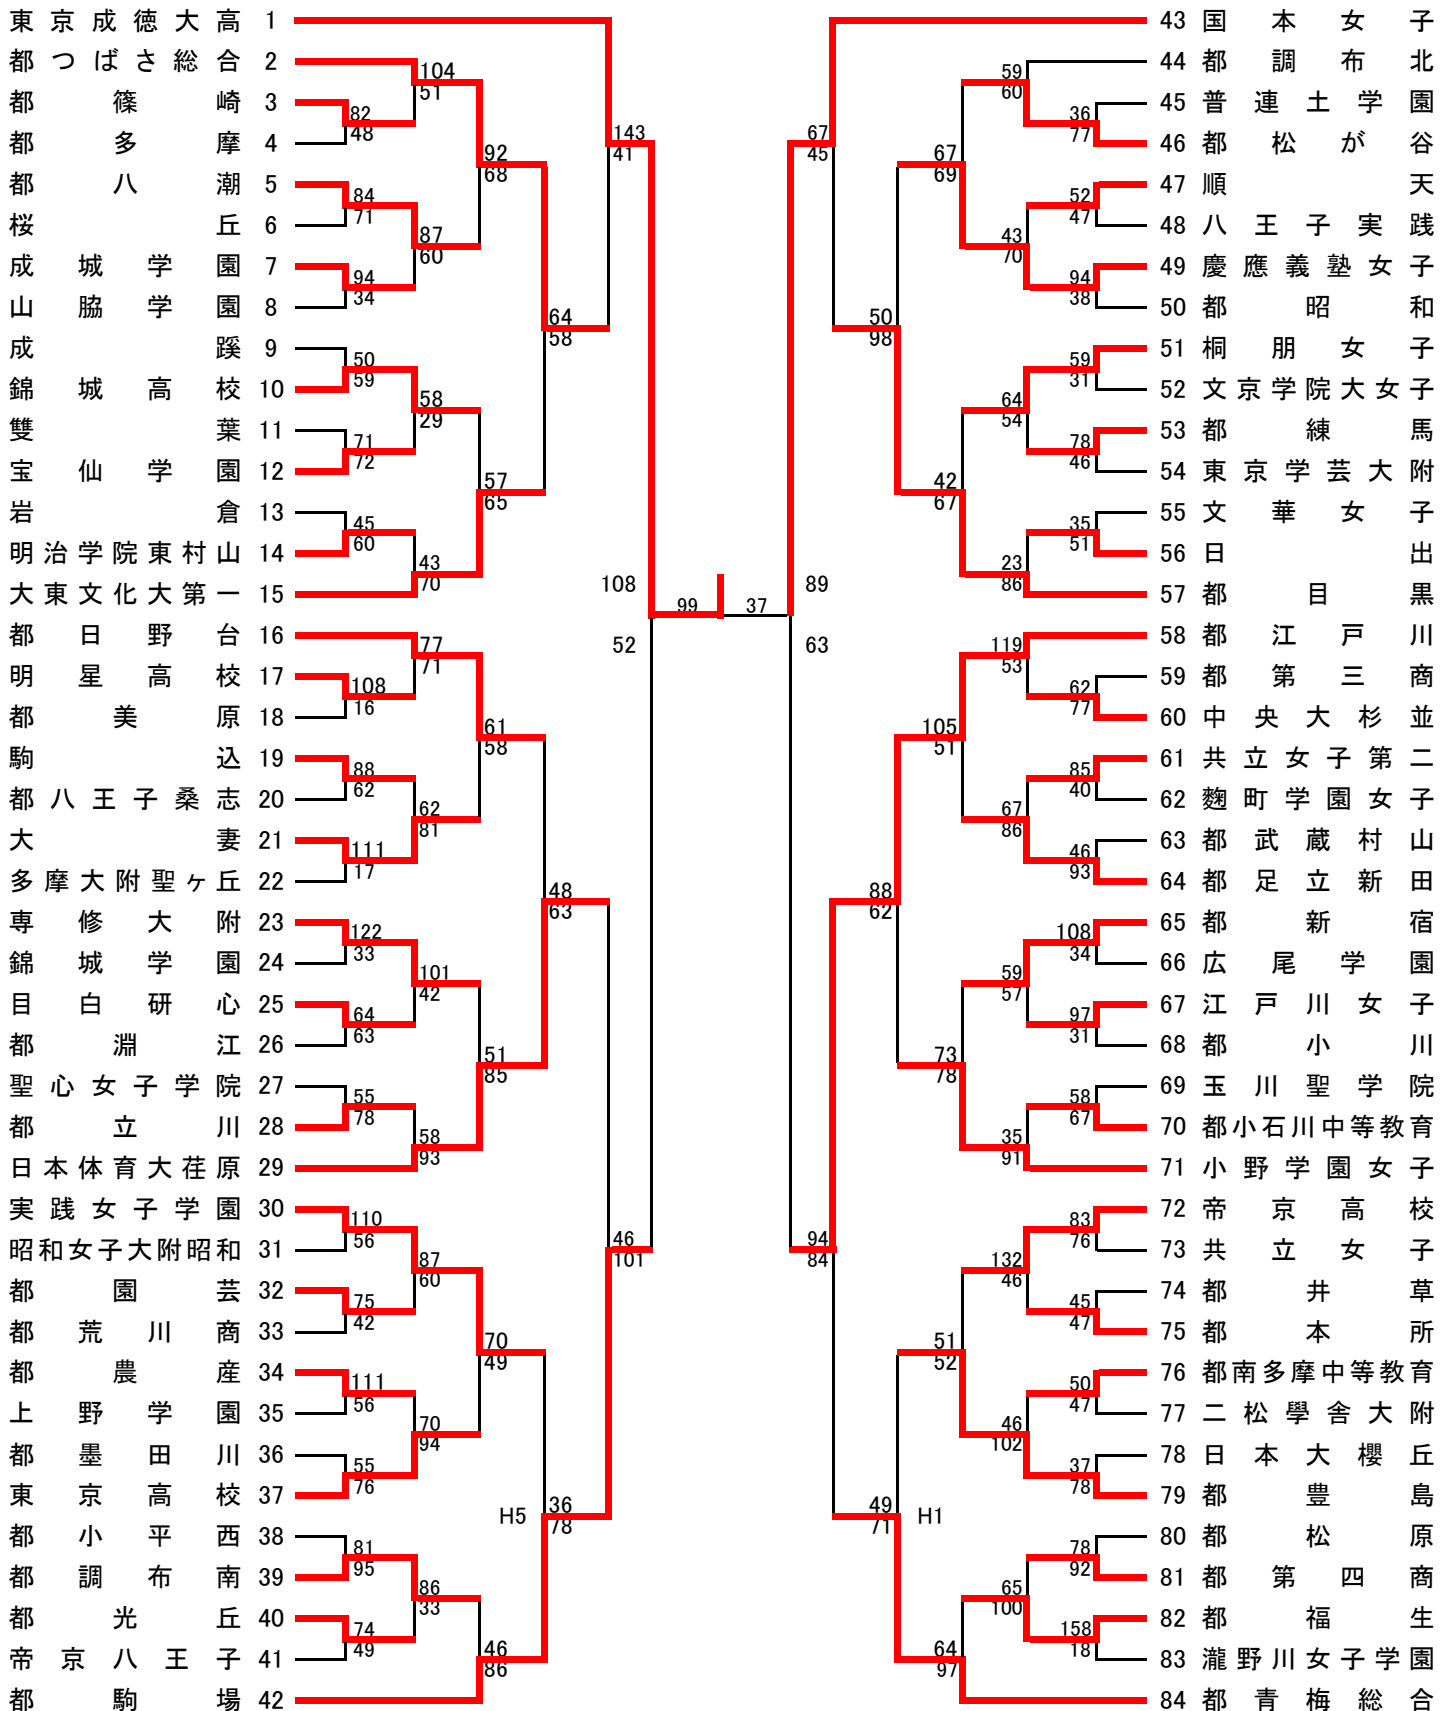 東京成徳大高 1
都つばさ総合 2
都篠崎 3
都多摩 4
都八潮 5
桜丘 6
成城学園 7
山脇学園 8
成蹊 9
錦城高校 10
雙葉 11
宝仙学園 12
岩倉 13
明治学院東村山 14
大東文化大第一 15
都日野台 16
明星高校 17
都美原 18
駒込 19
都八王子桑志 20
大妻 21
多摩大附聖ヶ丘 22
専修大附 23
錦城学園 24
目白研心 25
都淵江 26
聖心女子学院 27
都立川 28
日本体育大荏原 29
実践女子学園 30
昭和女子大附昭和 31
都園芸 32
都荒川商 33
都農産 34
上野学園 35
都墨田川 36
東京高校 37
都小平西 38
都調布南 39
都光丘 40
帝京八王子 41
都駒場 42
82
48
84
71
94
34
50
59
71
72
45
60
108
16
88
62
111
17
122
33
64
63
55
78
110
56
75
42
111
56
55
76
81
95
74
49
104
51
87
60
58
29
43
70
77
71
62
81
101
42
58
93
87
60
70
94
86
33
92
68
57
65
61
58
51
85
70
49
46
86
64
58
48
63
36
78
H5
143
41
46
101
108
52
99
37
89
63
67
45
94
84
50
98
88
62
49
71
H1
67
69
42
67
105
51
73
78
51
52
64
97
59
60
43
70
64
54
23
86
119
53
67
86
59
57
35
91
132
46
46
102
65
100
36
77
52
47
94
38
59
31
78
46
35
51
62
77
85
40
46
93
108
34
97
31
58
67
83
76
45
47
50
47
37
78
78
92
158
18
43 国本女子
44 都調布北
45 普連土学園
46 都松が谷
47 順天
48 八王子実践
49 慶應義塾女子
50 都昭和
51 桐朋女子
52 文京学院大女子
53 都練馬
54 東京学芸大附
55 文華女子
56 日出
57 都目黒
58 都江戸川
59 都第三商
60 中央大杉並
61 共立女子第二
62 麴町学園女子
63 都武蔵村山
64 都足立新田
65 都新宿
66 広尾学園
67 江戸川女子
68 都小川
69 玉川聖学院
70 都小石川中等教育
71 小野学園女子
72 帝京高校
73 共立女子
74 都井草
75 都本所
76 都南多摩中等教育
77 二松學舎大附
78 日本大櫻丘
79 都豊島
80 都松原
81 都第四商
82 都福生
83 瀧野川女子学園
84 都青梅総合